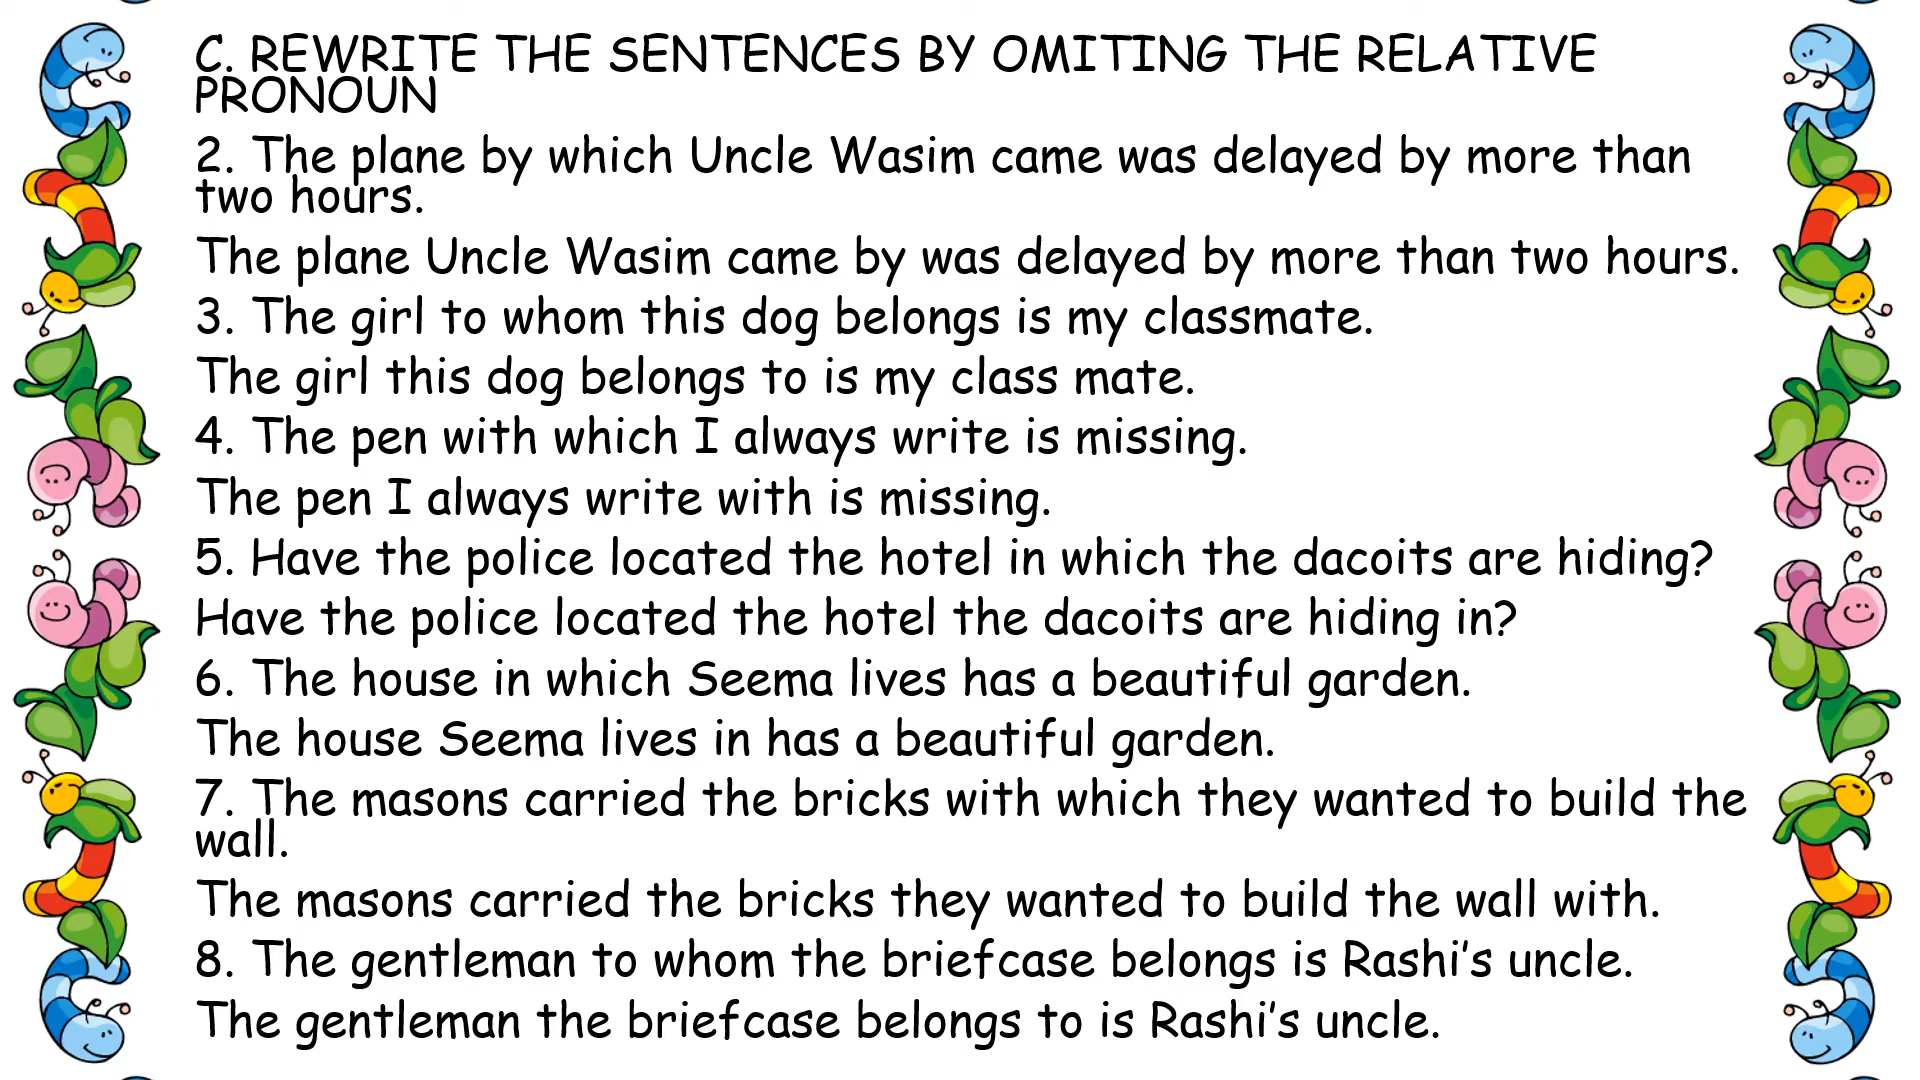 C. REWRITE THE SENTENCES BY OMITING THE RELATIVE
PRONOUN
2. The plane by which Uncle Wasim came was delayed by more than
two hours.
The plane Uncle Wasim came by was delayed by more than two hours.
3. The girl to whom this dog belongs is my classmate.
The girl this dog belongs to is my class mate.
4. The pen with which I always write is missing.
The pen I always write with is missing.
5. Have the police located the hotel in which the dacoits are hiding?
Have the police located the hotel the dacoits are hiding in?
6. The house in which Seema lives has a beautiful garden.
The house Seema lives in has a beautiful garden.
7. The masons carried the bricks with which they wanted to build the
wall.
The masons carried the bricks they wanted to build the wall with.
8. The gentleman to whom the briefcase belongs is Rashi’s uncle.
The gentleman the briefcase belongs to is Rashi’s uncle.